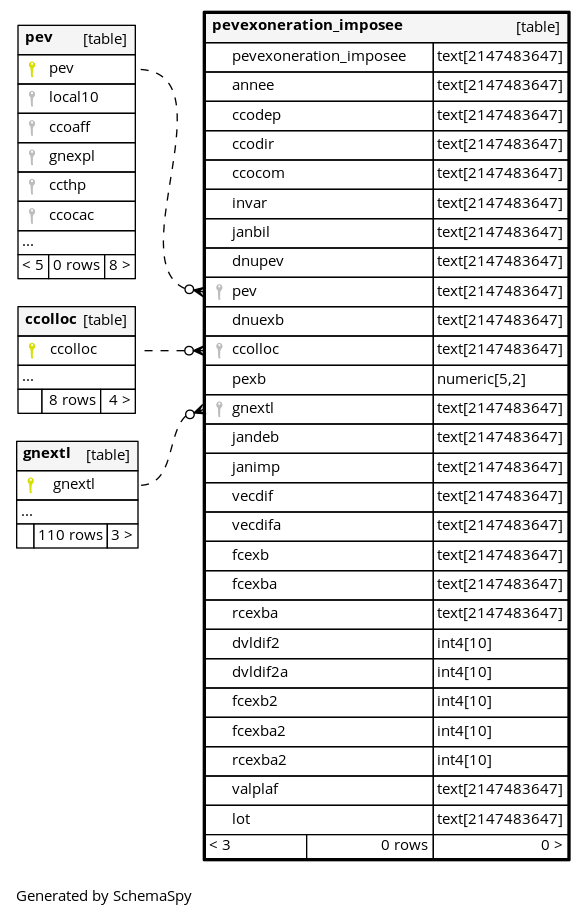 pev [table]
pev
local10
ccoaff
gnexpl
ccthp
ccocac
...
< 5 0 rows 8 >
ccolloc [table]
ccolloc
...
8 rows 4 >
gnextl [table]
gnextl
...
110 rows 3 >
pevexoneration_imposee [table]
pevexoneration_imposee text[2147483647]
annee text[2147483647]
ccodep text[2147483647]
ccodir text[2147483647]
ccocom text[2147483647]
invar text[2147483647]
janbil text[2147483647]
dnupev text[2147483647]
pev text[2147483647]
dnuexb text[2147483647]
ccolloc text[2147483647]
pexb numeric[5,2]
gnextl text[2147483647]
jandeb text[2147483647]
janimp text[2147483647]
vecdif text[2147483647]
vecdifa text[2147483647]
fcexb text[2147483647]
fcexba text[2147483647]
rcexba text[2147483647]
dvldif2 int4[10]
dvldif2a int4[10]
fcexb2 int4[10]
fcexba2 int4[10]
rcexba2 int4[10]
valplaf text[2147483647]
lot text[2147483647]
< 3 0 rows 0 >
Generated by SchemaSpy